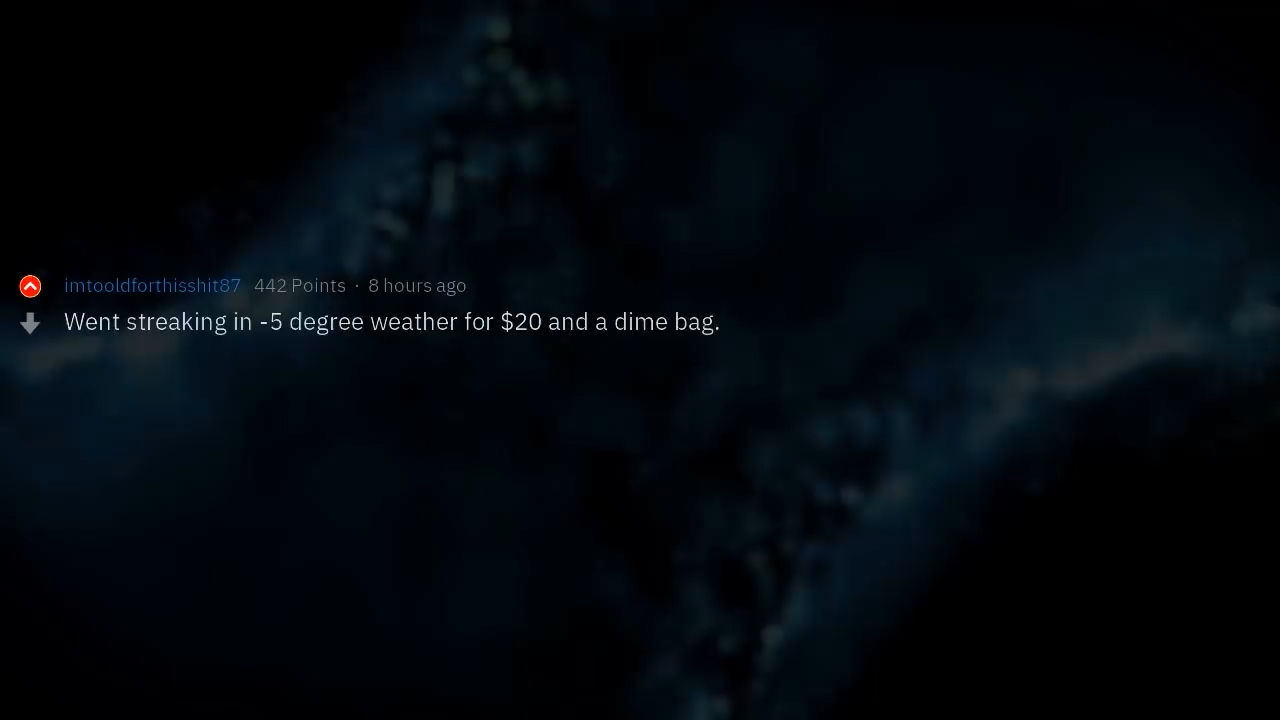 imtooldforthisshit87 442 Points · 8 hours ago
Went streaking in -5 degree weather for $20 and a dime bag.